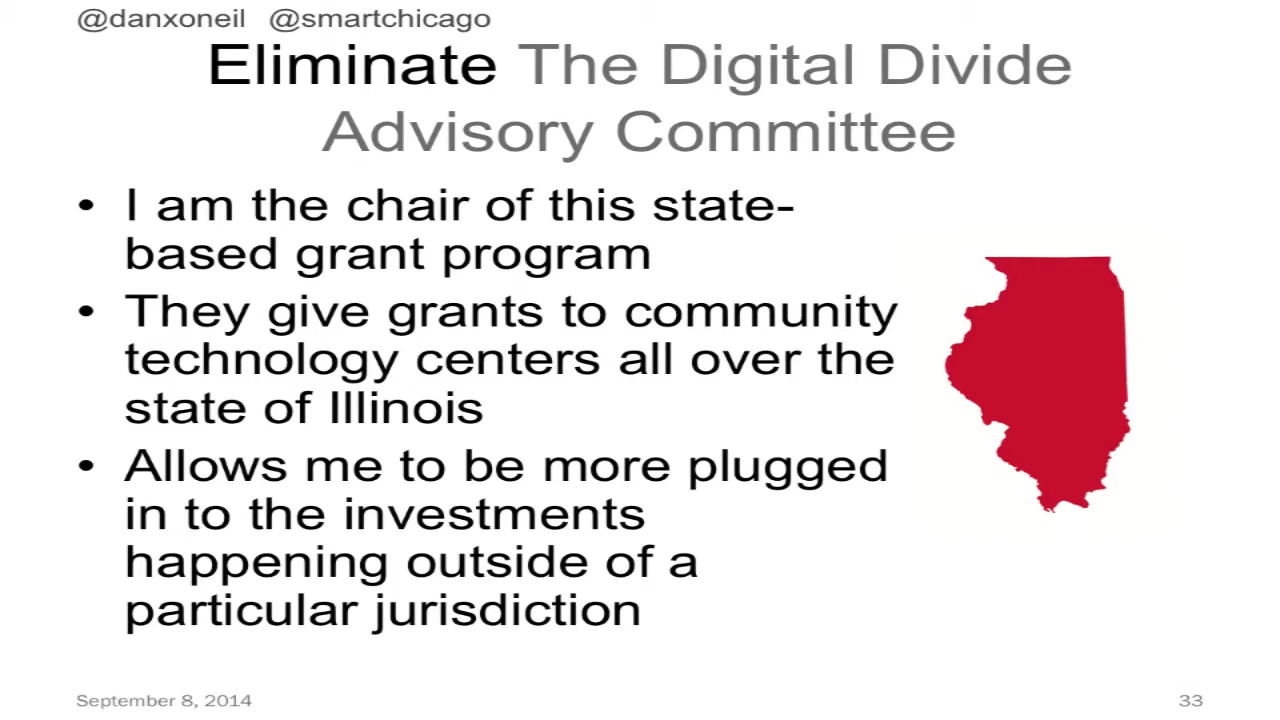 @danxoneil @smartchicago
Eliminate The Digital Divide
Advisory Committee
• I am the chair of this state-
based grant program
• They give grants to community
technology centers all over the
state of Illinois
• Allows me to be more plugged
in to the investments
happening outside of a
particular jurisdiction
September 8, 2014
33